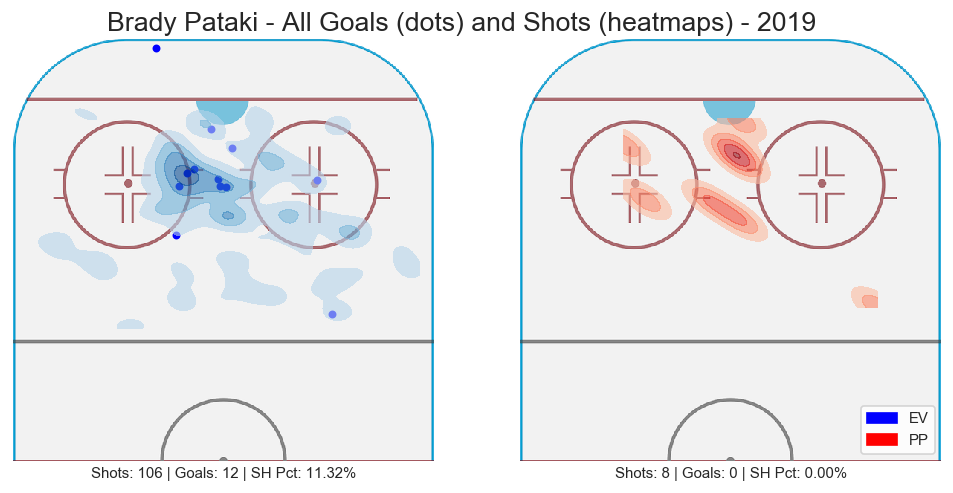 Brady Pataki - All Goals (dots) and Shots (heatmaps) - 2019
EV
PP
Shots: 106 | Goals: 12 | SH Pct: 11.32%
Shots: 8 | Goals: 0 | SH Pct: 0.00%